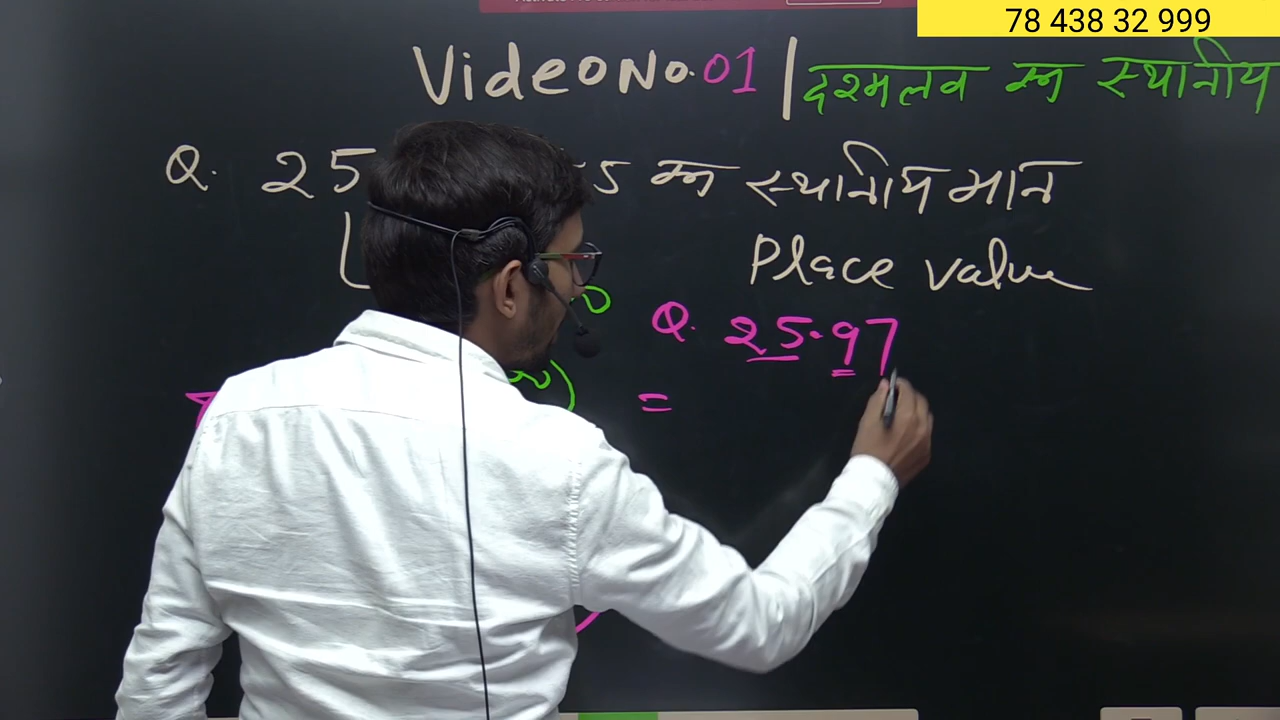 78 438 32 999
Video No. 01 | दशमलव का स्थानीय
Q. 25 5 का स्थानिय मान
Place value
Q. 25.97
=